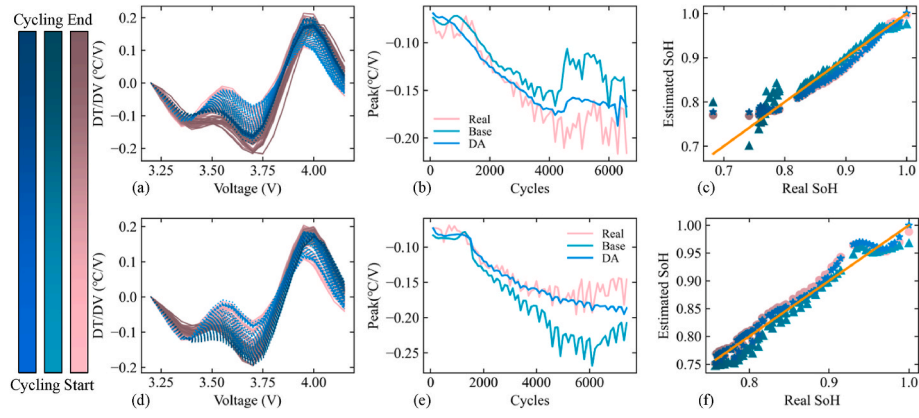 Cycling End
Cycling Start
DT/DV (°C/V)
0.2
0.1
0.0
−0.1
−0.2
3.25 3.50 3.75 4.00
(a) Voltage (V)
Peak(°C/V)
−0.10
−0.15
−0.20
Real
Base
DA
0 2000 4000 6000
(b) Cycles
Estimated SoH
1.0
0.9
0.8
0.7
0.7 0.8 0.9 1.0
(c) Real SoH
DT/DV (°C/V)
0.2
0.1
0.0
−0.1
−0.2
3.25 3.50 3.75 4.00
(d) Voltage (V)
Peak(°C/V)
−0.10
−0.15
−0.20
−0.25
Real
Base
DA
0 2000 4000 6000
(e) Cycles
Estimated SoH
1.00
0.95
0.90
0.85
0.80
0.75
0.8 0.9 1.0
(f) Real SoH